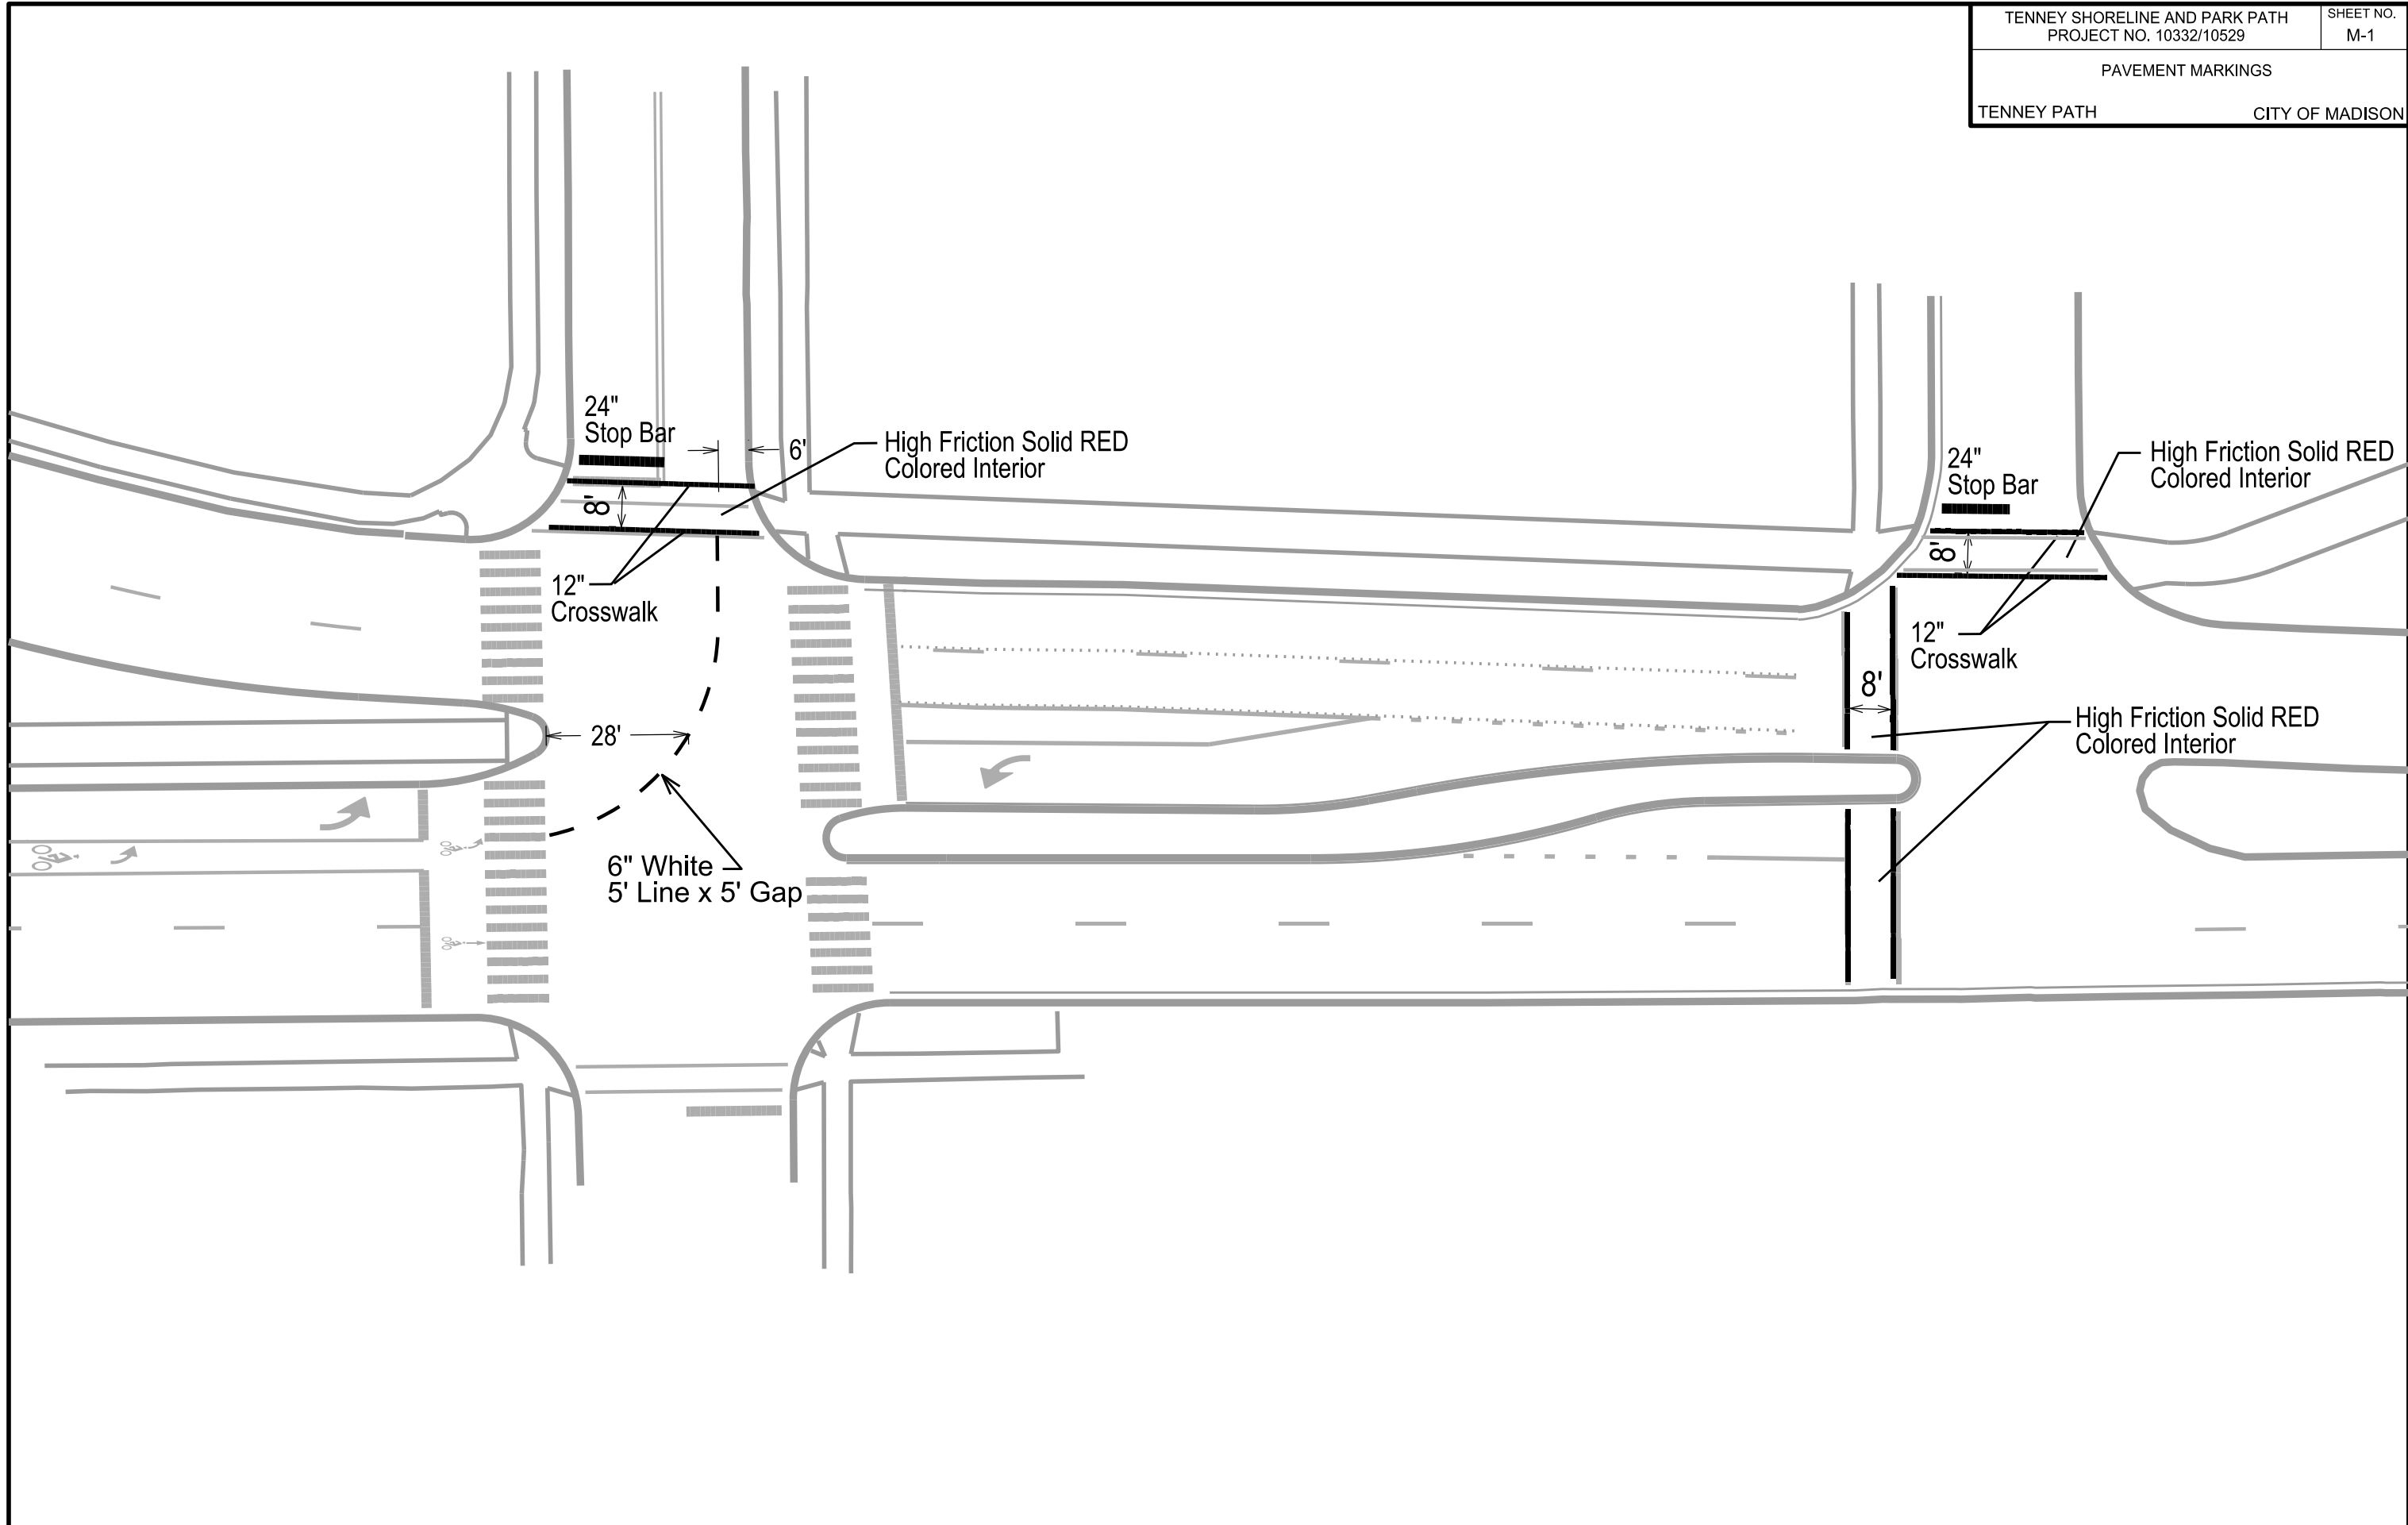 TENNEY SHORELINE AND PARK PATH
PROJECT NO. 10332/10529
SHEET NO.
M-1
PAVEMENT MARKINGS
TENNEY PATH
CITY OF MADISON
24"
Stop Bar
6'
High Friction Solid RED
Colored Interior
8'
12"
Crosswalk
28'
6" White
5' Line x 5' Gap
24"
Stop Bar
High Friction Solid RED
Colored Interior
8'
12"
Crosswalk
8'
High Friction Solid RED
Colored Interior